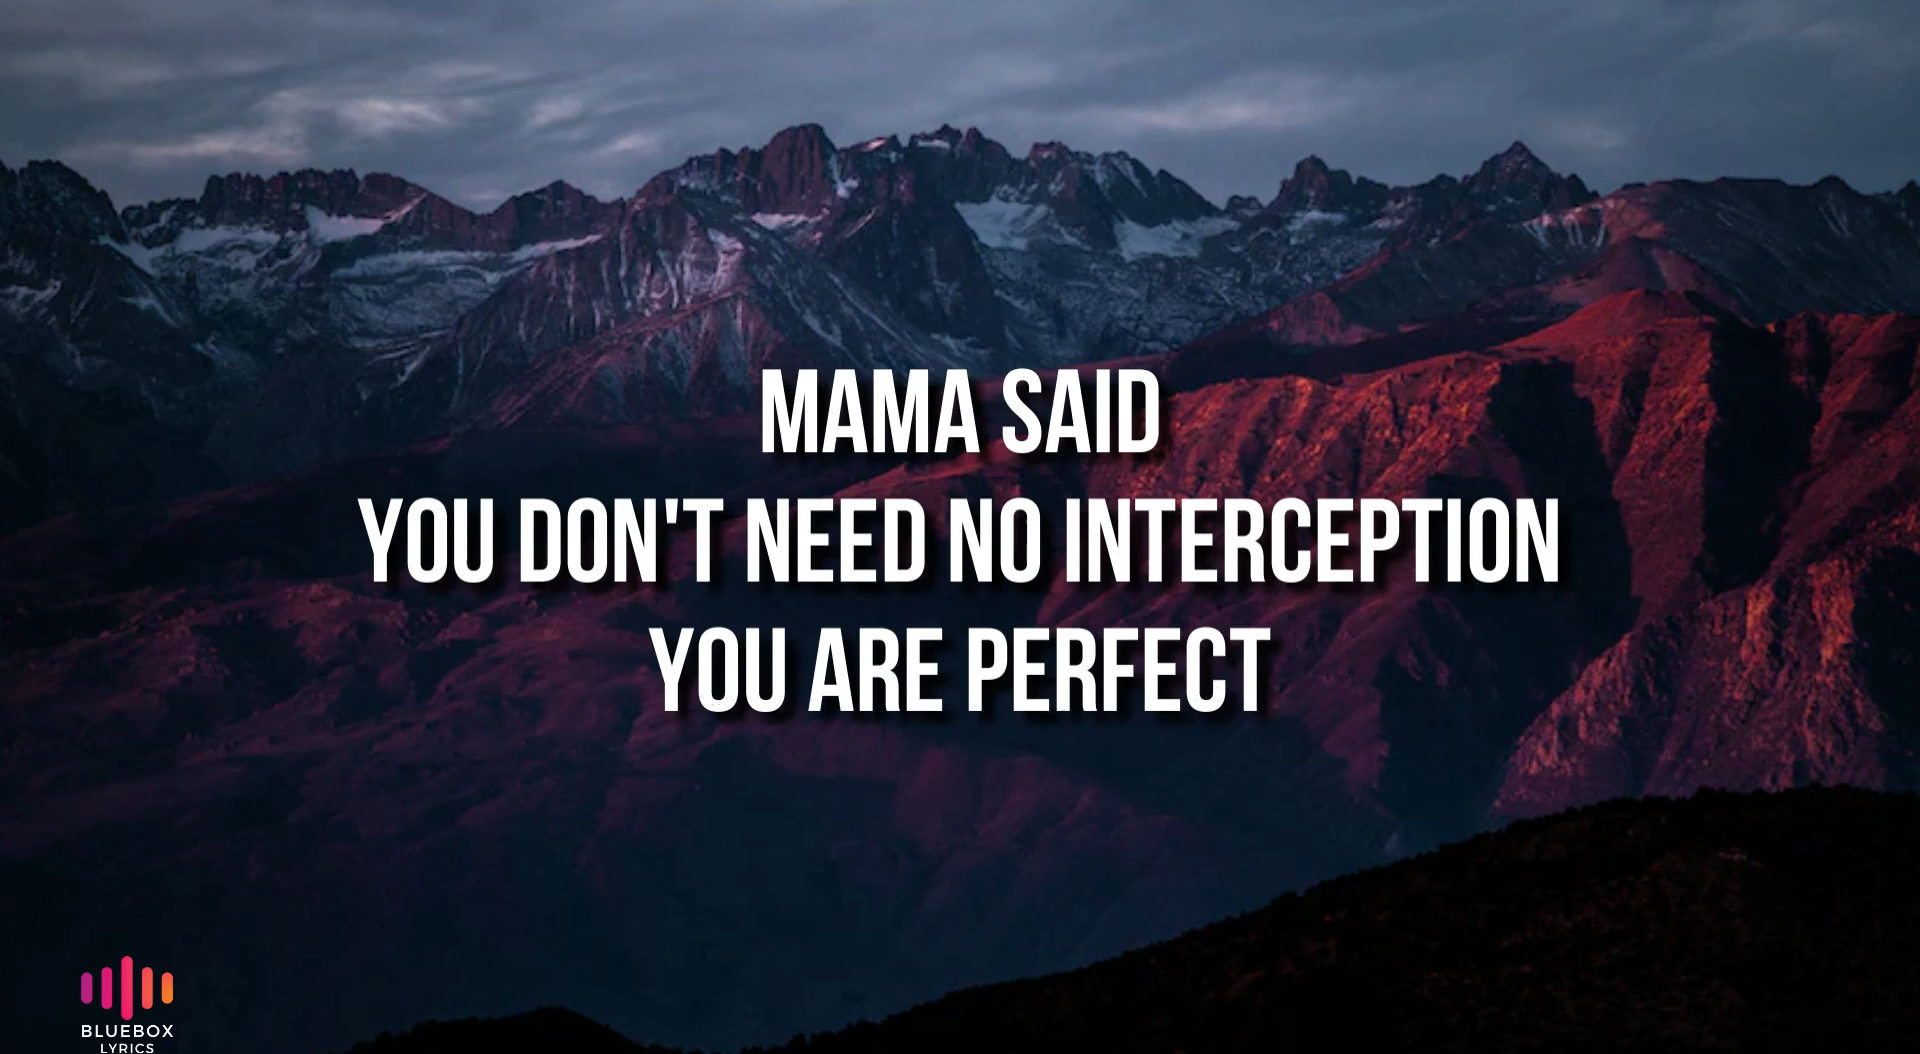 MAMA SAID
YOU DON'T NEED NO INTERCEPTION
YOU ARE PERFECT
BLUEBOX
LYRICS